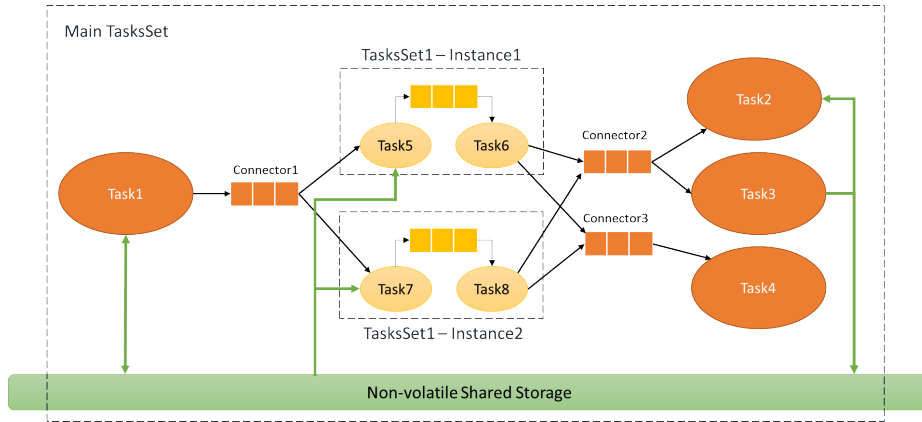 Main TasksSet
TasksSet1 – Instance1
Task5
Task6
Connector1
Task1
Connector2
Task2
Task3
Connector3
Task7
Task8
Task4
TasksSet1 – Instance2
Non-volatile Shared Storage